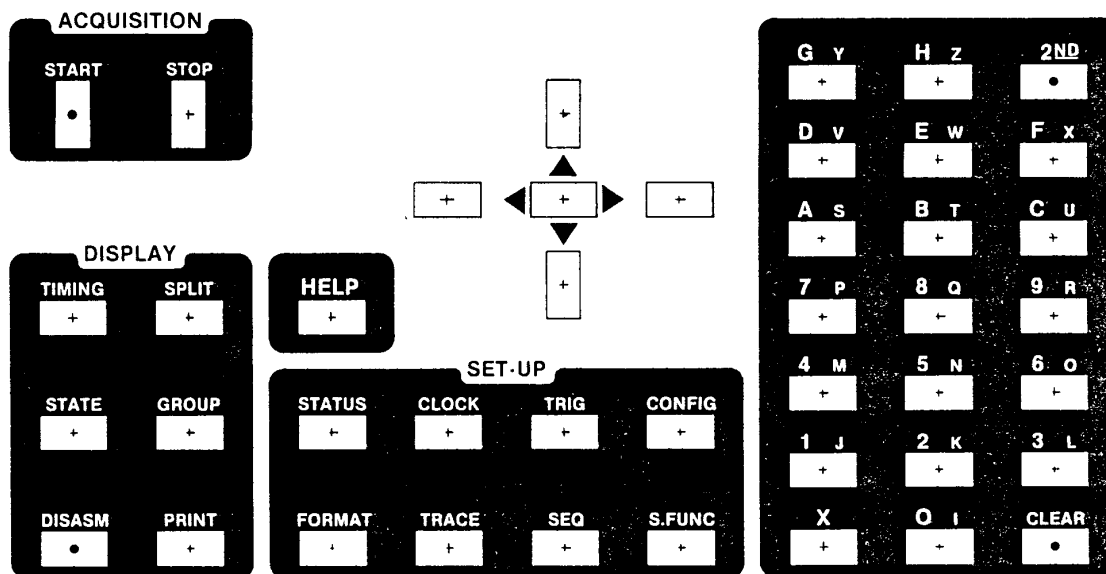 ACQUISITION
START STOP
DISPLAY
TIMING SPLIT
STATE GROUP
DISASM PRINT
HELP
SET-UP
STATUS CLOCK TRIG CONFIG
FORMAT TRACE SEQ S.FUNC
G Y H Z 2ND
D V E W F X
A S B T C U
7 P 8 Q 9 R
4 M 5 N 6 O
1 J 2 K 3 L
X O I CLEAR